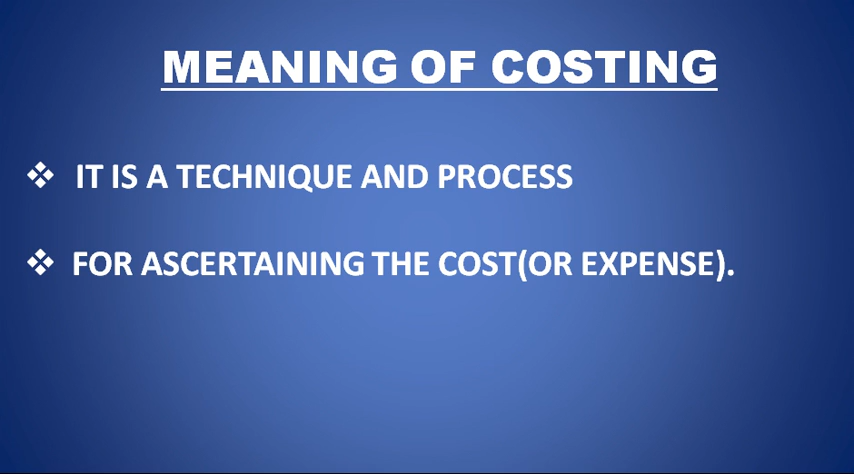 MEANING OF COSTING
❖ IT IS A TECHNIQUE AND PROCESS
❖ FOR ASCERTAINING THE COST(OR EXPENSE).